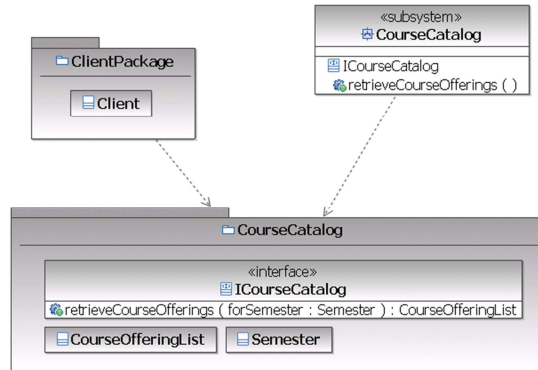 «subsystem»
CourseCatalog
ICourseCatalog
retrieveCourseOfferings ( )
ClientPackage
Client
CourseCatalog
«interface»
ICourseCatalog
retrieveCourseOfferings ( forSemester : Semester ) : CourseOfferingList
CourseOfferingList
Semester